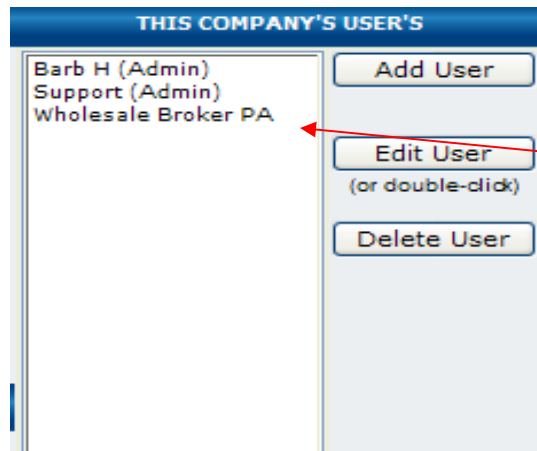 THIS COMPANY'S USER'S
Barb H (Admin)
Support (Admin)
Wholesale Broker PA
Add User
Edit User
(or double-click)
Delete User